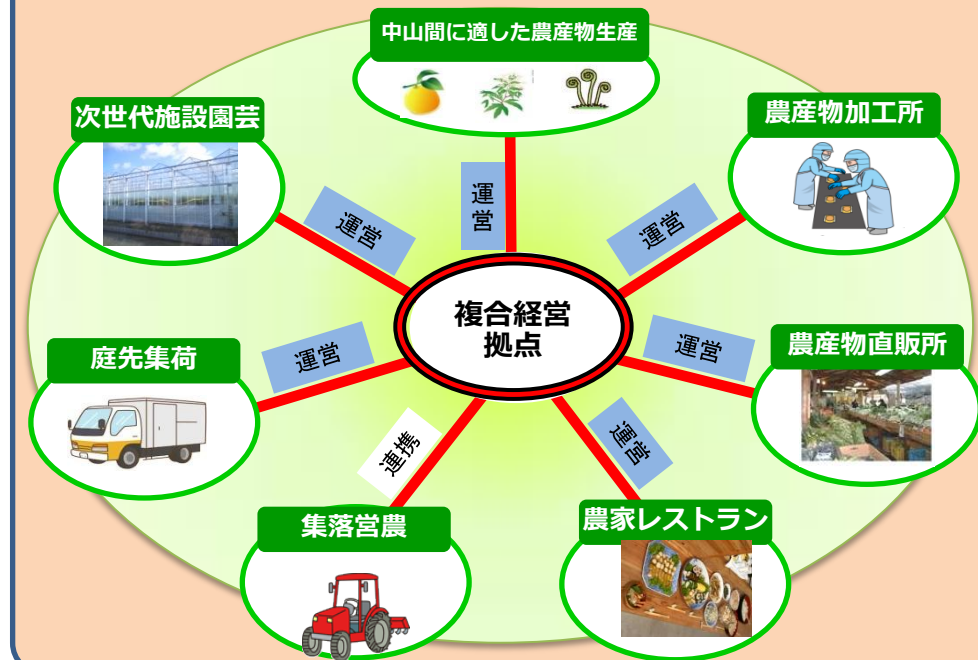 中山間に適した農産物生産
次世代施設園芸
農産物加工所
運営
運営
運営
複合経営
拠点
庭先集荷
運営
運営
農産物直販所
連携
運営
集落営農
農家レストラン